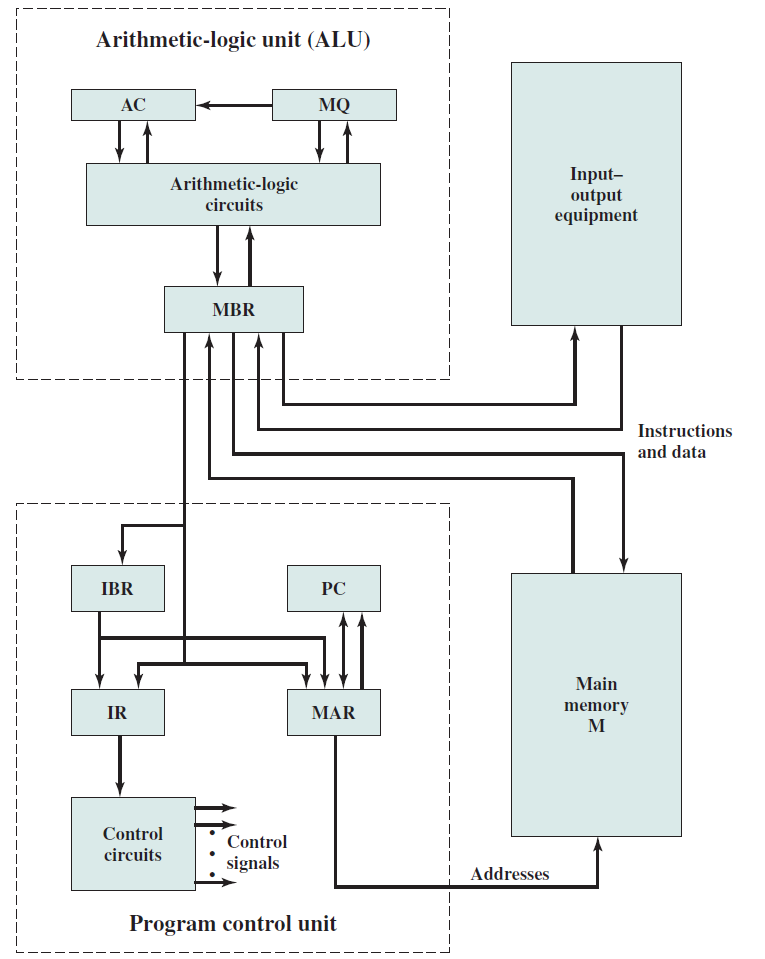 Arithmetic-logic unit (ALU)
AC
MQ
Arithmetic-logic
circuits
MBR
Input–
output
equipment
Instructions
and data
IBR
PC
IR
MAR
Main
memory
M
Control
circuits
Control
signals
Addresses
Program control unit